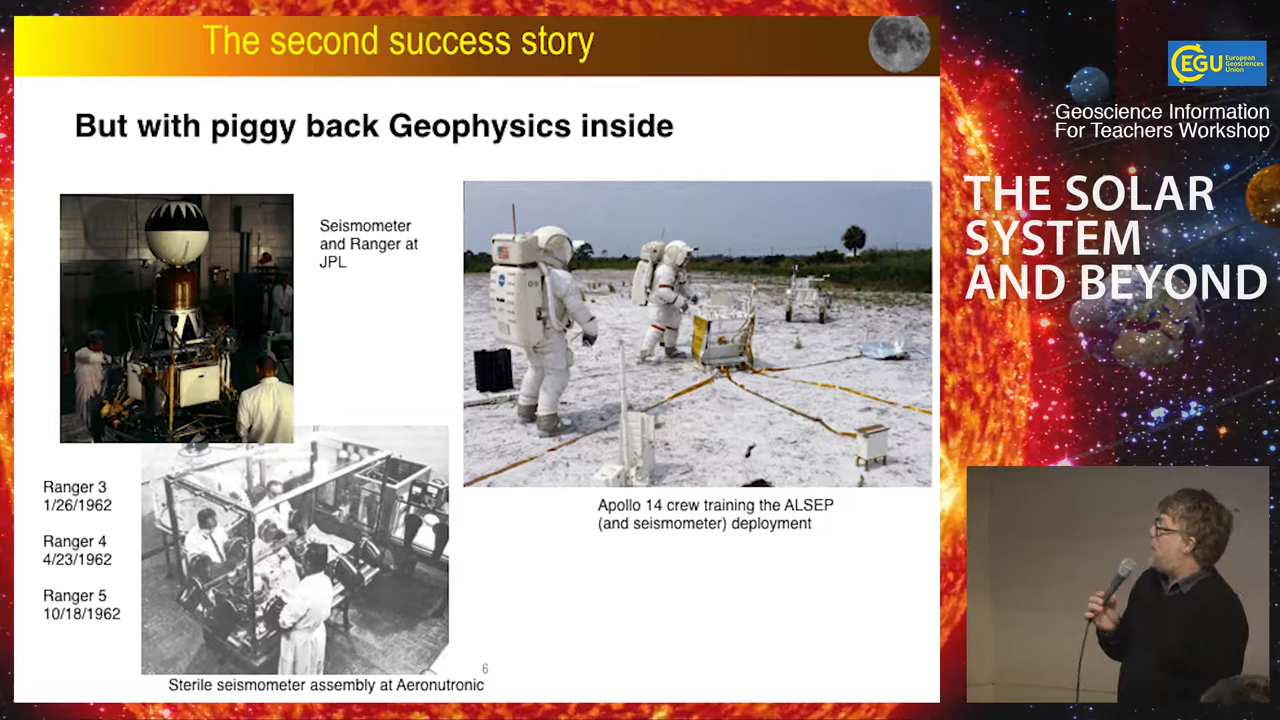 The second success story
But with piggy back Geophysics inside
Seismometer
and Ranger at
JPL
Ranger 3
1/26/1962
Ranger 4
4/23/1962
Ranger 5
10/18/1962
Apollo 14 crew training the ALSEP
(and seismometer) deployment
6
Sterile seismometer assembly at Aeronutronic
EGU
European
Geosciences
Union
Geoscience Information
For Teachers Workshop
THE SOLAR
SYSTEM
AND BEYOND